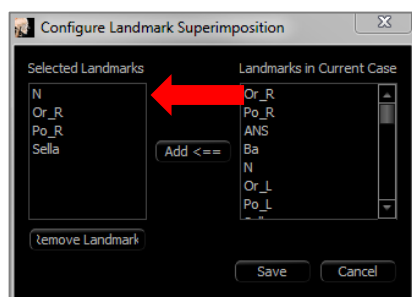 Configure Landmark Superimposition
Selected Landmarks
N
Or_R
Po_R
Sella
Add <==
Remove Landmark
Landmarks in Current Case
Or_R
Po_R
ANS
Ba
N
Or_L
Po_L
Save
Cancel